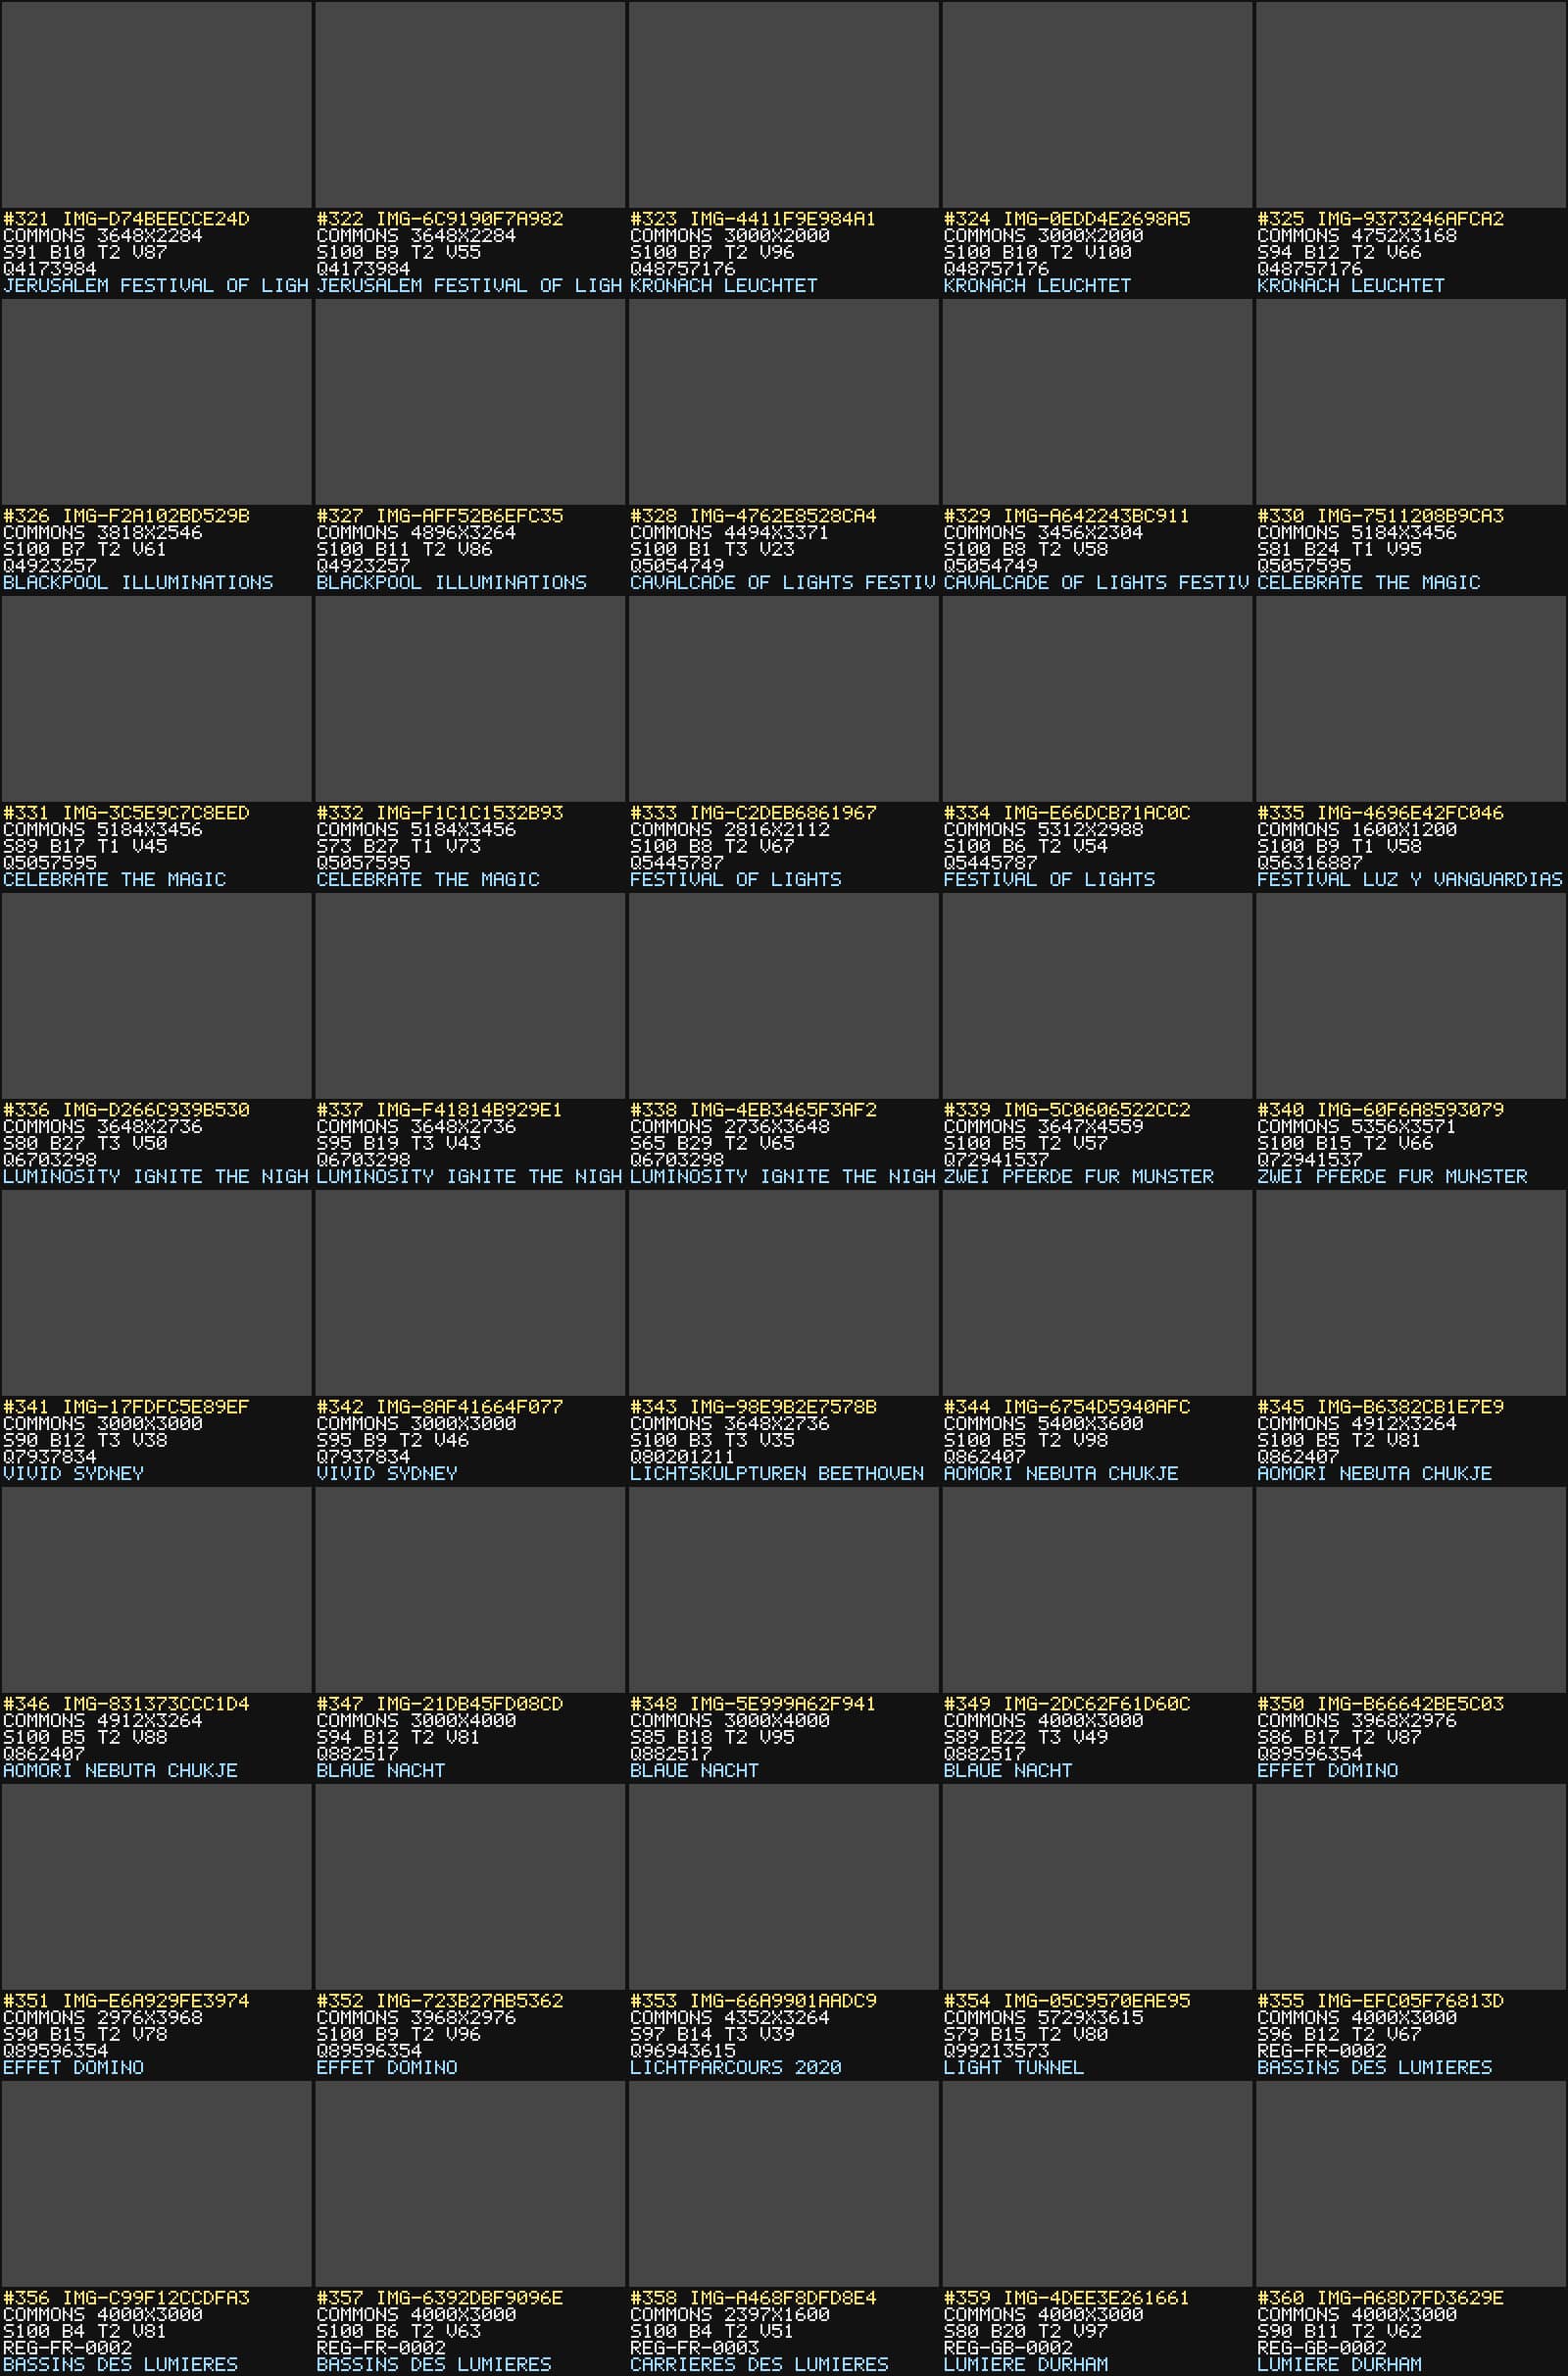 #321 IMG-D74BEECCE24D
COMMONS 3648X2284
S91 B10 T2 V87
Q4173984
JERUSALEM FESTIVAL OF LIGH
#322 IMG-6C9190F7A982
COMMONS 3648X2284
S100 B9 T2 V55
Q4173984
JERUSALEM FESTIVAL OF LIGH
#323 IMG-4411F9E984A1
COMMONS 3000X2000
S100 B7 T2 V96
Q48757176
KRONACH LEUCHTET
#324 IMG-0EDD4E2698A5
COMMONS 3000X2000
S100 B10 T2 V100
Q48757176
KRONACH LEUCHTET
#325 IMG-9373246AFCA2
COMMONS 4752X3168
S94 B12 T2 V66
Q48757176
KRONACH LEUCHTET
#326 IMG-F2A102BD529B
COMMONS 3818X2546
S100 B7 T2 V61
Q4923257
BLACKPOOL ILLUMINATIONS
#327 IMG-AFF52B6EFC35
COMMONS 4896X3264
S100 B11 T2 V86
Q4923257
BLACKPOOL ILLUMINATIONS
#328 IMG-4762E8528CA4
COMMONS 4494X3371
S100 B1 T3 V23
Q5054749
CAVALCADE OF LIGHTS FESTIV
#329 IMG-A642243BC911
COMMONS 3456X2304
S100 B8 T2 V58
Q5054749
CAVALCADE OF LIGHTS FESTIV
#330 IMG-7511208B9CA3
COMMONS 5184X3456
S81 B24 T1 V95
Q5057595
CELEBRATE THE MAGIC
#331 IMG-3C5E9C7C8EED
COMMONS 5184X3456
S89 B17 T1 V45
Q5057595
CELEBRATE THE MAGIC
#332 IMG-F1C1C1532B93
COMMONS 5184X3456
S73 B27 T1 V73
Q5057595
CELEBRATE THE MAGIC
#333 IMG-C2DEB6861967
COMMONS 2816X2112
S100 B8 T2 V67
Q5445787
FESTIVAL OF LIGHTS
#334 IMG-E66DCB71AC0C
COMMONS 5312X2988
S100 B6 T2 V54
Q5445787
FESTIVAL OF LIGHTS
#335 IMG-4696E42FC046
COMMONS 1600X1200
S100 B9 T1 V58
Q56316887
FESTIVAL LUZ Y VANGUARDIAS
#336 IMG-D266C939B530
COMMONS 3648X2736
S80 B27 T3 V50
Q6703298
LUMINOSITY IGNITE THE NIGH
#337 IMG-F41814B929E1
COMMONS 3648X2736
S95 B19 T3 V43
Q6703298
LUMINOSITY IGNITE THE NIGH
#338 IMG-4EB3465F3AF2
COMMONS 2736X3648
S65 B29 T2 V65
Q6703298
LUMINOSITY IGNITE THE NIGH
#339 IMG-5C0606522CC2
COMMONS 3647X4559
S100 B5 T2 V57
Q72941537
ZWEI PFERDE FUR MUNSTER
#340 IMG-60F6A8593079
COMMONS 5356X3571
S100 B15 T2 V66
Q72941537
ZWEI PFERDE FUR MUNSTER
#341 IMG-17FDFC5E89EF
COMMONS 3000X3000
S90 B12 T3 V38
Q7937834
VIVID SYDNEY
#342 IMG-8AF41664F077
COMMONS 3000X3000
S95 B9 T2 V46
Q7937834
VIVID SYDNEY
#343 IMG-98E9B2E7578B
COMMONS 3648X2736
S100 B3 T3 V35
Q80201211
LICHTSKULPTUREN BEETHOVEN
#344 IMG-6754D5940AFC
COMMONS 5400X3600
S100 B5 T2 V98
Q862407
AOMORI NEBUTA CHUKJE
#345 IMG-B6382CB1E7E9
COMMONS 4912X3264
S100 B5 T2 V81
Q862407
AOMORI NEBUTA CHUKJE
#346 IMG-831373CCC1D4
COMMONS 4912X3264
S100 B5 T2 V88
Q862407
AOMORI NEBUTA CHUKJE
#347 IMG-21DB45FD08CD
COMMONS 3000X4000
S94 B12 T2 V81
Q882517
BLAUE NACHT
#348 IMG-5E999A62F941
COMMONS 3000X4000
S85 B18 T2 V95
Q882517
BLAUE NACHT
#349 IMG-2DC62F61D60C
COMMONS 4000X3000
S89 B22 T3 V49
Q882517
BLAUE NACHT
#350 IMG-B66642BE5C03
COMMONS 3968X2976
S86 B17 T2 V87
Q89596354
EFFET DOMINO
#351 IMG-E6A929FE3974
COMMONS 2976X3968
S90 B15 T2 V78
Q89596354
EFFET DOMINO
#352 IMG-723B27AB5362
COMMONS 3968X2976
S100 B9 T2 V96
Q89596354
EFFET DOMINO
#353 IMG-66A9901AADC9
COMMONS 4352X3264
S97 B14 T3 V39
Q96943615
LICHTPARCOURS 2020
#354 IMG-05C9570EAE95
COMMONS 5729X3615
S79 B15 T2 V80
Q99213573
LIGHT TUNNEL
#355 IMG-EFC05F76813D
COMMONS 4000X3000
S96 B12 T2 V67
REG-FR-0002
BASSINS DES LUMIERES
#356 IMG-C99F12CCDFA3
COMMONS 4000X3000
S100 B4 T2 V81
REG-FR-0002
BASSINS DES LUMIERES
#357 IMG-6392DBF9096E
COMMONS 4000X3000
S100 B6 T2 V63
REG-FR-0002
BASSINS DES LUMIERES
#358 IMG-A468F8DFD8E4
COMMONS 2397X1600
S100 B4 T2 V51
REG-FR-0003
CARRIERES DES LUMIERES
#359 IMG-4DEE3E261661
COMMONS 4000X3000
S80 B20 T2 V97
REG-GB-0002
LUMIERE DURHAM
#360 IMG-A68D7FD3629E
COMMONS 4000X3000
S90 B11 T2 V62
REG-GB-0002
LUMIERE DURHAM